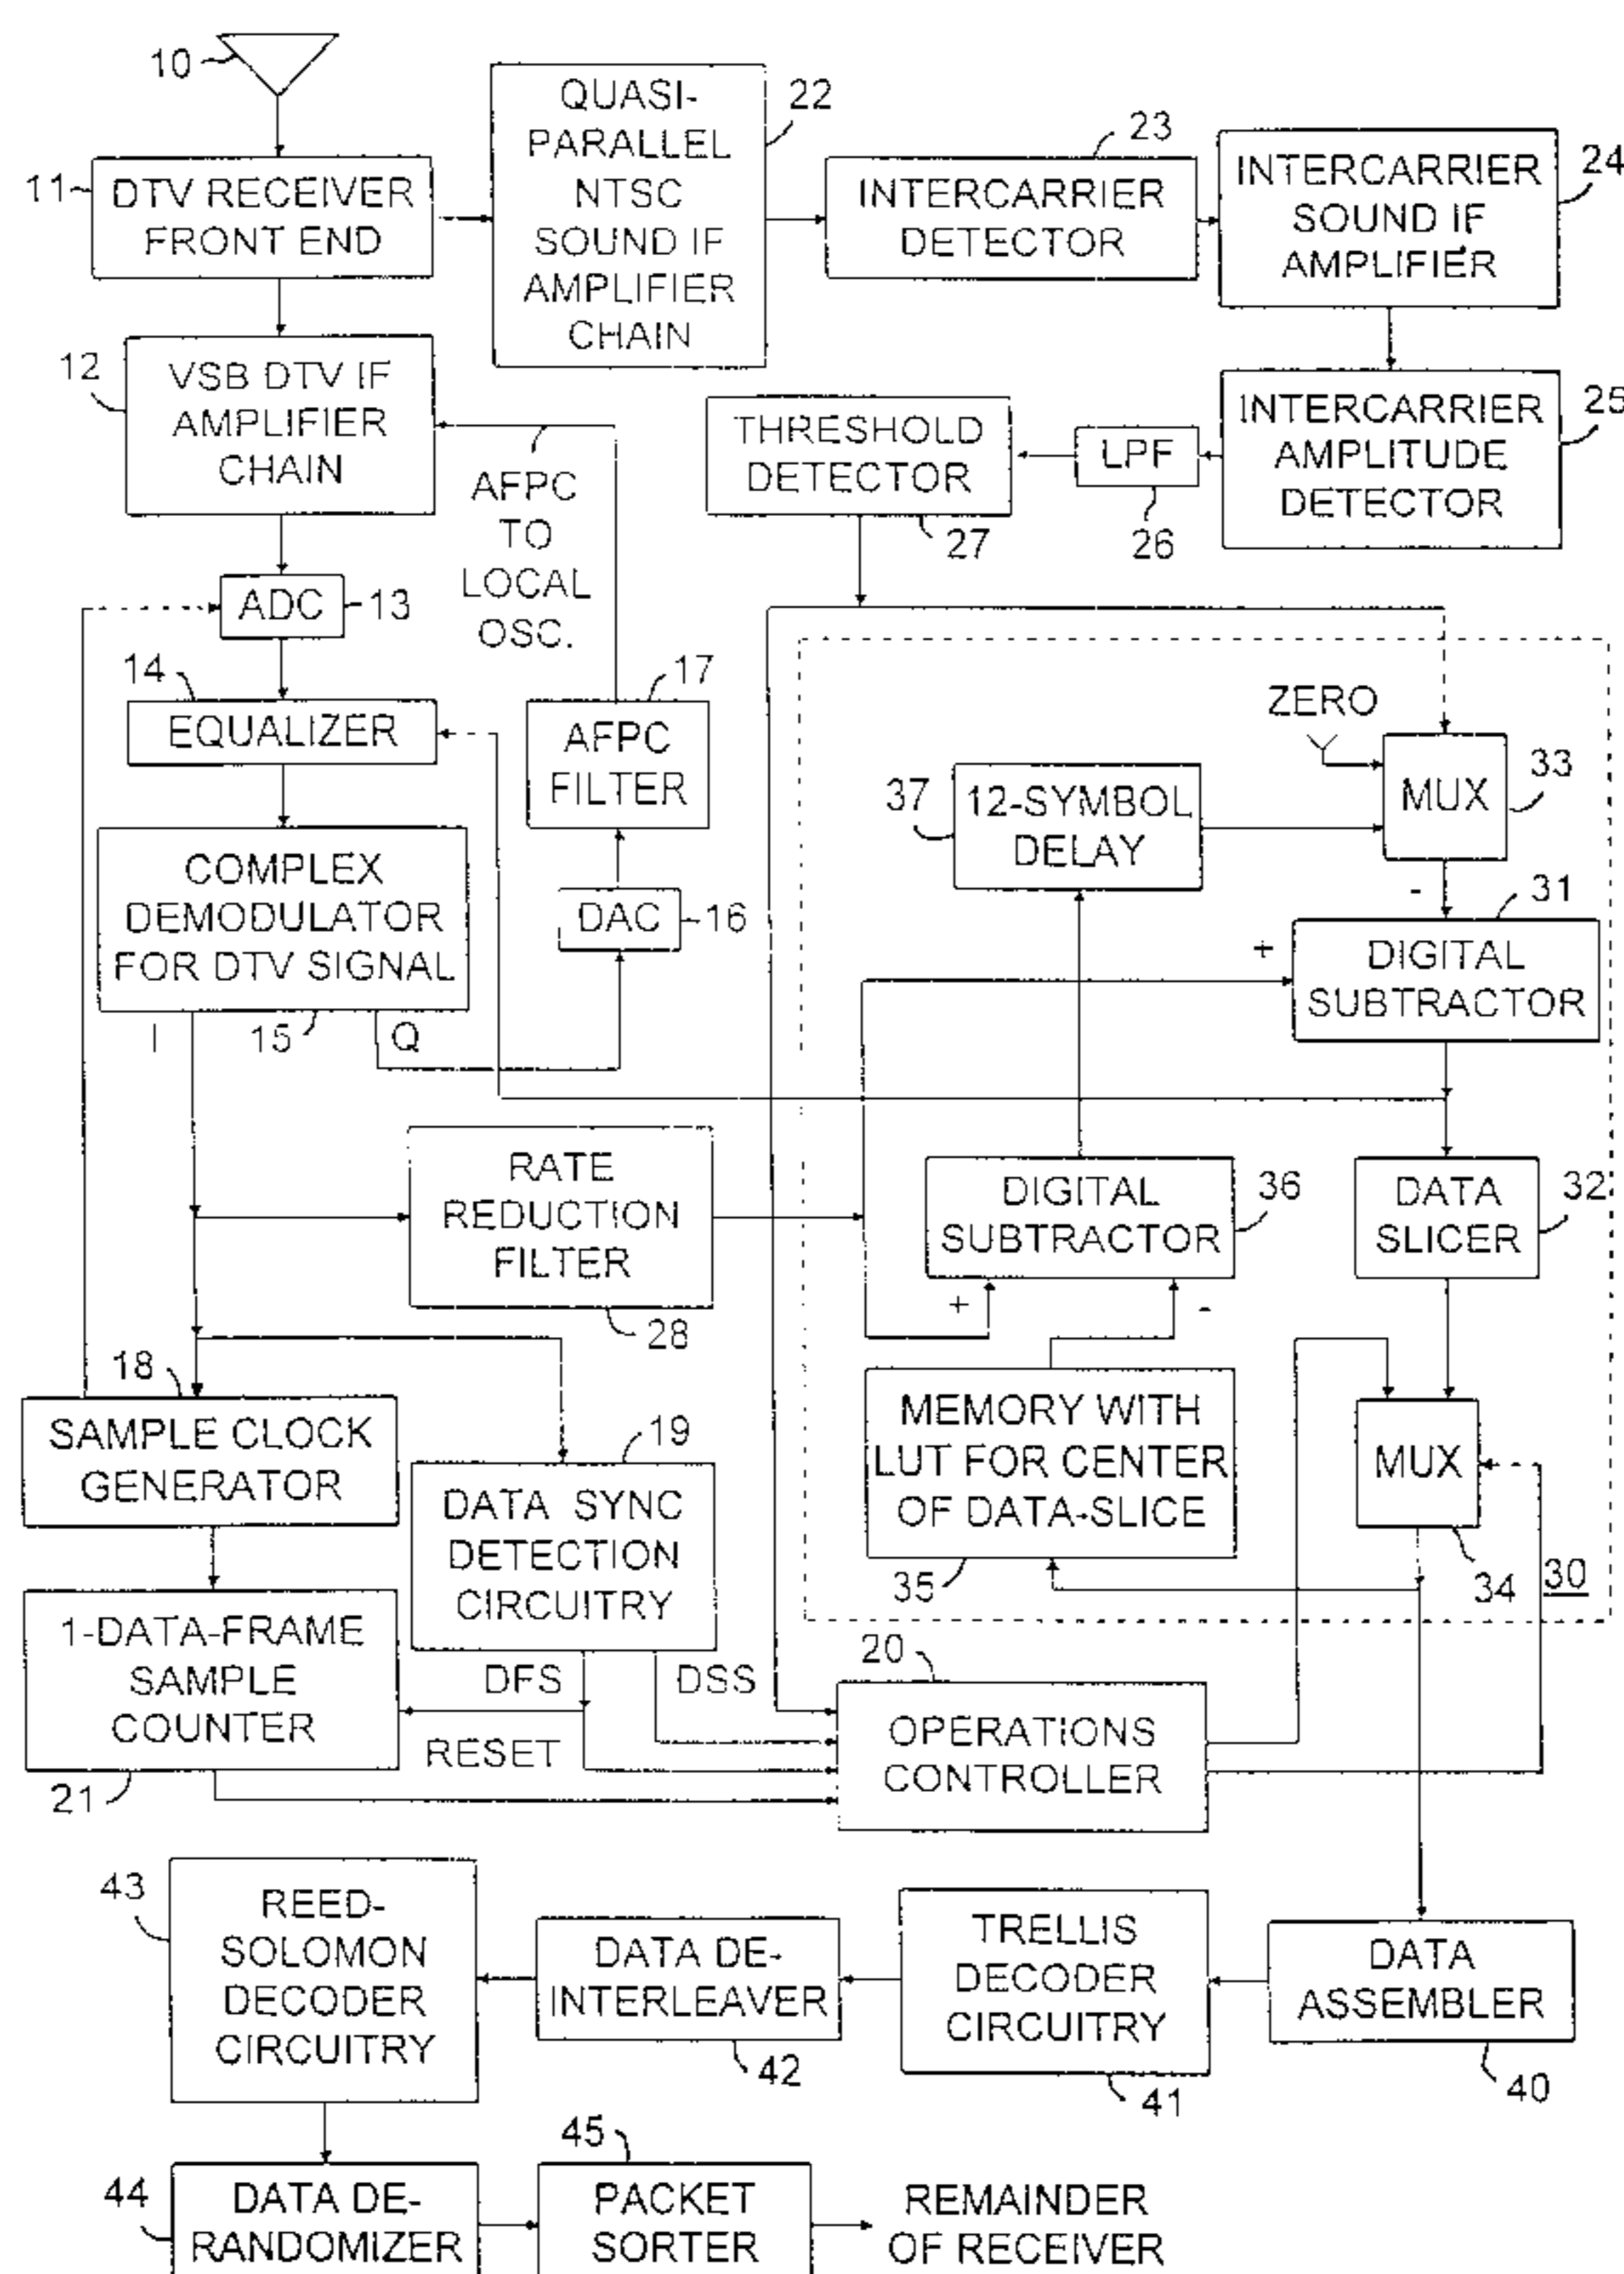 10
QUASI-
PARALLEL
NTSC
SOUND IF
AMPLIFIER
CHAIN
22
23
11
DTV RECEIVER
FRONT END
INTERCARRIER
DETECTOR
INTERCARRIER
SOUND IF
AMPLIFIER
24
12
VSB DTV IF
AMPLIFIER
CHAIN
AFPC
TO
LOCAL
OSC.
THRESHOLD
DETECTOR
27
LPF
26
INTERCARRIER
AMPLITUDE
DETECTOR
25
ADC
13
14
EQUALIZER
17
AFPC
FILTER
ZERO
MUX
33
37
12-SYMBOL
DELAY
COMPLEX
DEMODULATOR
FOR DTV SIGNAL
DAC
16
-
31
+
DIGITAL
SUBTRACTOR
I
15
Q
RATE
REDUCTION
FILTER
28
DIGITAL
SUBTRACTOR
36
+
-
DATA
SLICER
32
18
SAMPLE CLOCK
GENERATOR
19
DATA SYNC
DETECTION
CIRCUITRY
MEMORY WITH
LUT FOR CENTER
OF DATA-SLICE
35
MUX
34
30
1-DATA-FRAME
SAMPLE
COUNTER
21
DFS
DSS
RESET
20
OPERATIONS
CONTROLLER
43
REED-
SOLOMON
DECODER
CIRCUITRY
DATA DE-
INTERLEAVER
42
TRELLIS
DECODER
CIRCUITRY
41
DATA
ASSEMBLER
40
44
DATA DE-
RANDOMIZER
45
PACKET
SORTER
REMAINDER
OF RECEIVER